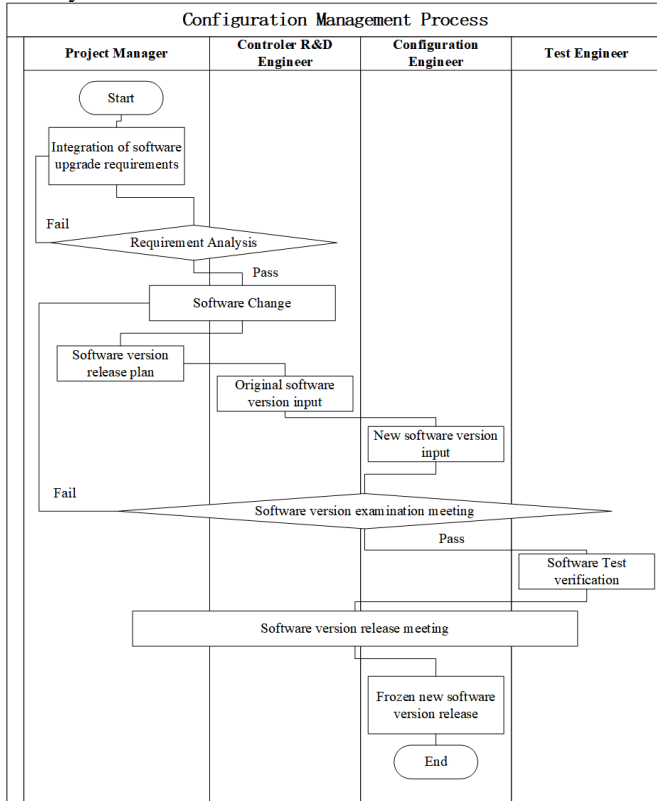 Configuration Management Process
Project Manager
Controler R&D
Engineer
Configuration
Engineer
Test Engineer
Start
Integration of software
upgrade requirements
Fail
Requirement Analysis
Pass
Software Change
Software version
release plan
Original software
version input
New software version
input
Fail
Software version examination meeting
Pass
Software Test
verification
Software version release meeting
Frozen new software
version release
End